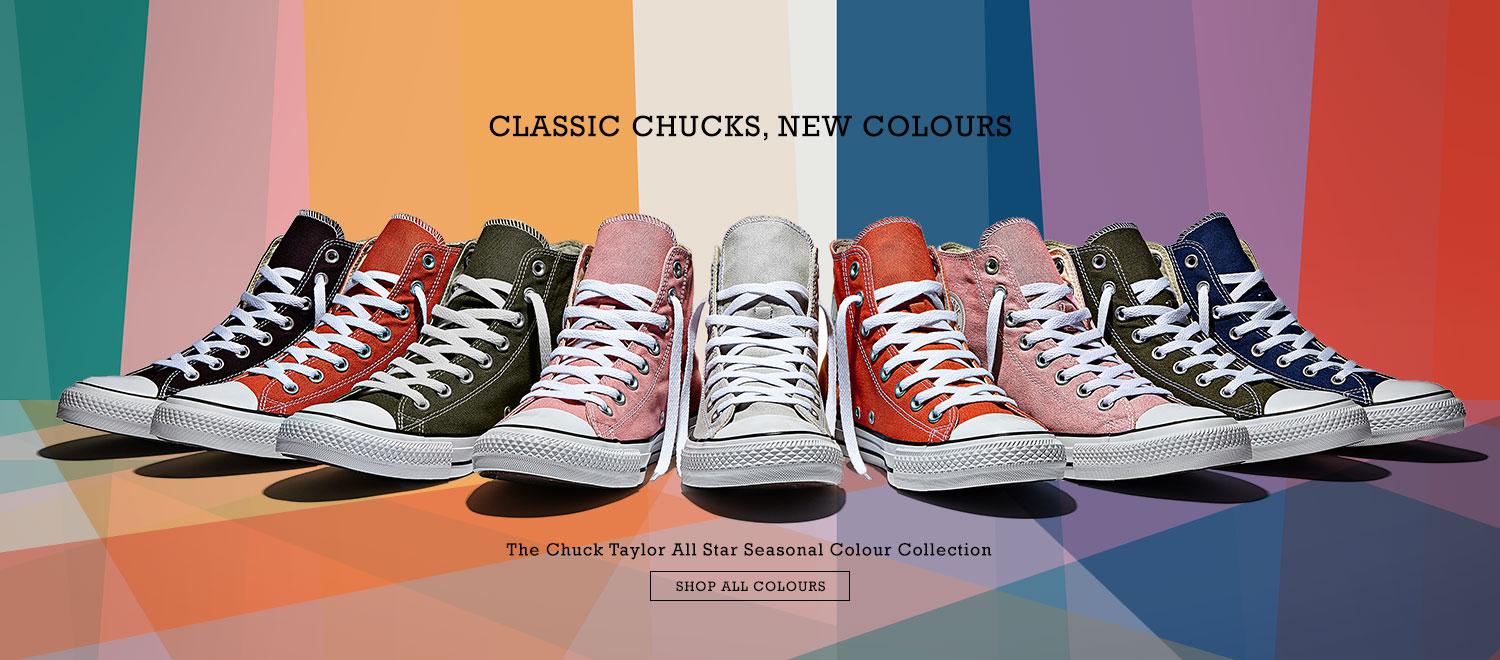 CLASSIC CHUCKS, NEW COLOURS
The Chuck Taylor All Star Seasonal Colour Collection
SHOP ALL COLOURS